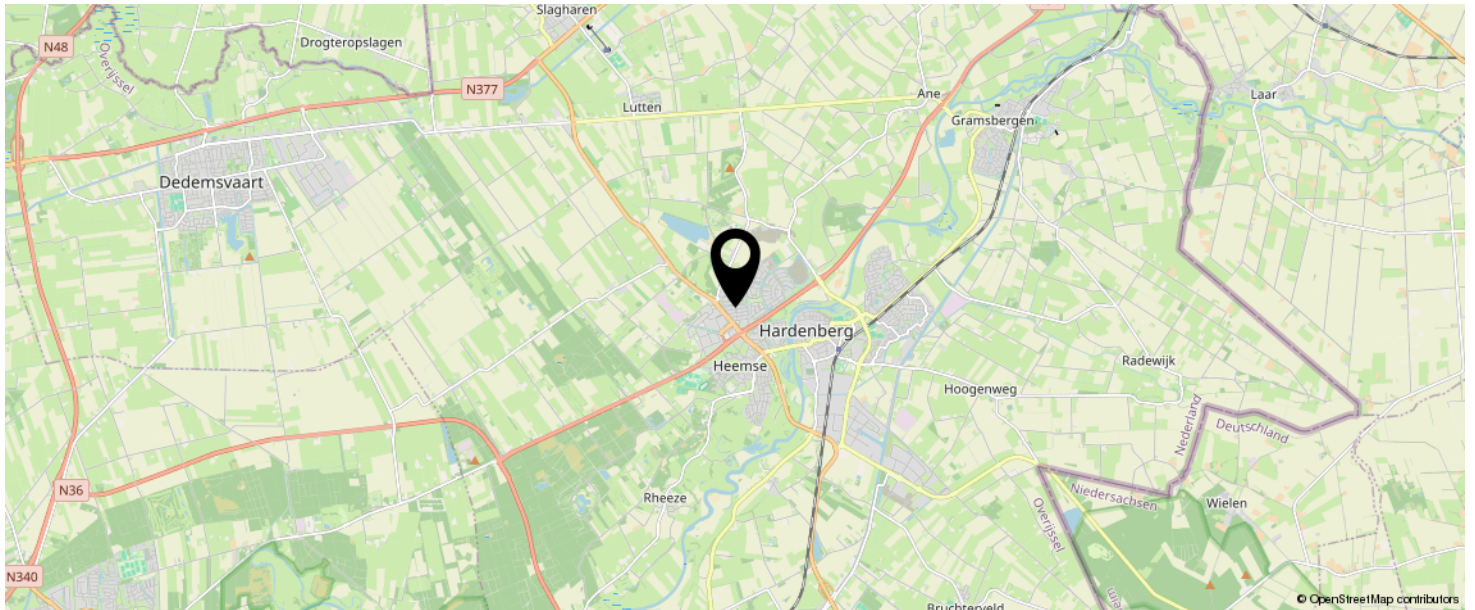 Slagharen
N48
Drogteropslagen
Overijssel
N377
Lutten
Ane
Laar
Gramsbergen
Dedemsvaart
Hardenberg
Heemse
Radewijk
Hoogenweg
Nederland
Deutschland
N36
Rheeze
Niedersachsen
Wielen
Overijssel
N340
Bruchterveld
© OpenStreetMap contributors